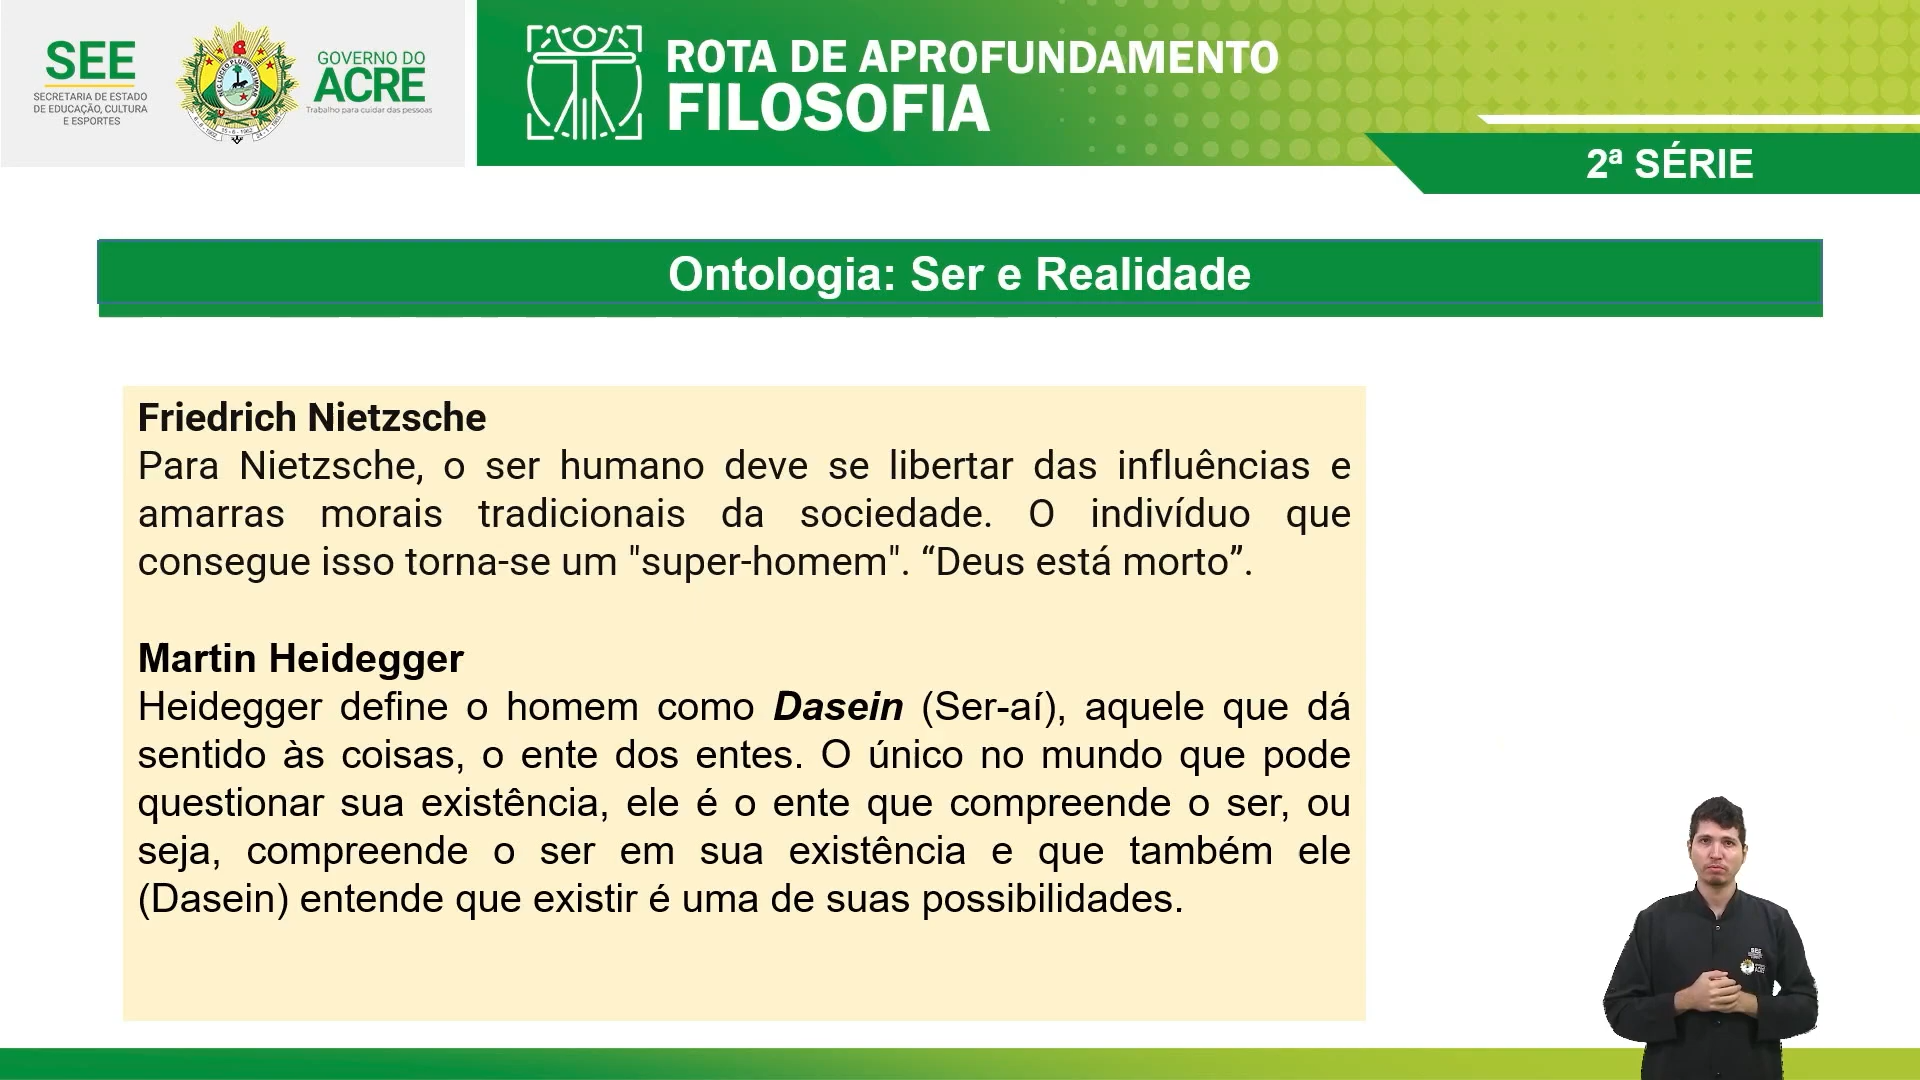 SEE
SECRETARIA DE ESTADO
DE EDUCAÇÃO, CULTURA
E ESPORTES
GOVERNO DO
ACRE
Trabalho para cuidar das pessoas
ROTA DE APROFUNDAMENTO
FILOSOFIA
2ª SÉRIE
Ontologia: Ser e Realidade
Friedrich Nietzsche
Para Nietzsche, o ser humano deve se libertar das influências e
amarras morais tradicionais da sociedade. O indivíduo que
consegue isso torna-se um "super-homem". “Deus está morto”.
Martin Heidegger
Heidegger define o homem como Dasein (Ser-aí), aquele que dá
sentido às coisas, o ente dos entes. O único no mundo que pode
questionar sua existência, ele é o ente que compreende o ser, ou
seja, compreende o ser em sua existência e que também ele
(Dasein) entende que existir é uma de suas possibilidades.
SEE